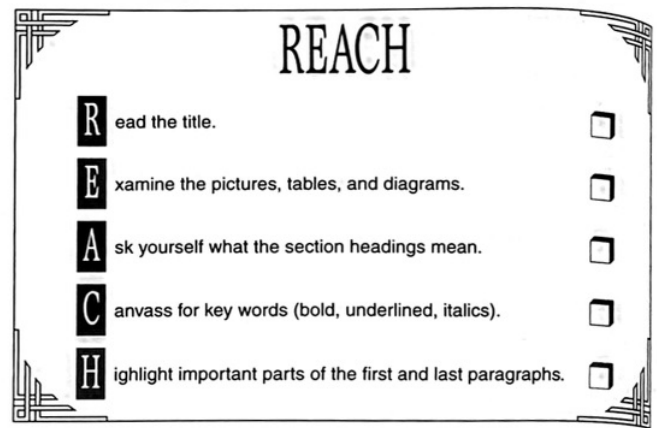 REACH
Read the title.
Examine the pictures, tables, and diagrams.
Ask yourself what the section headings mean.
Canvass for key words (bold, underlined, italics).
Highlight important parts of the first and last paragraphs.